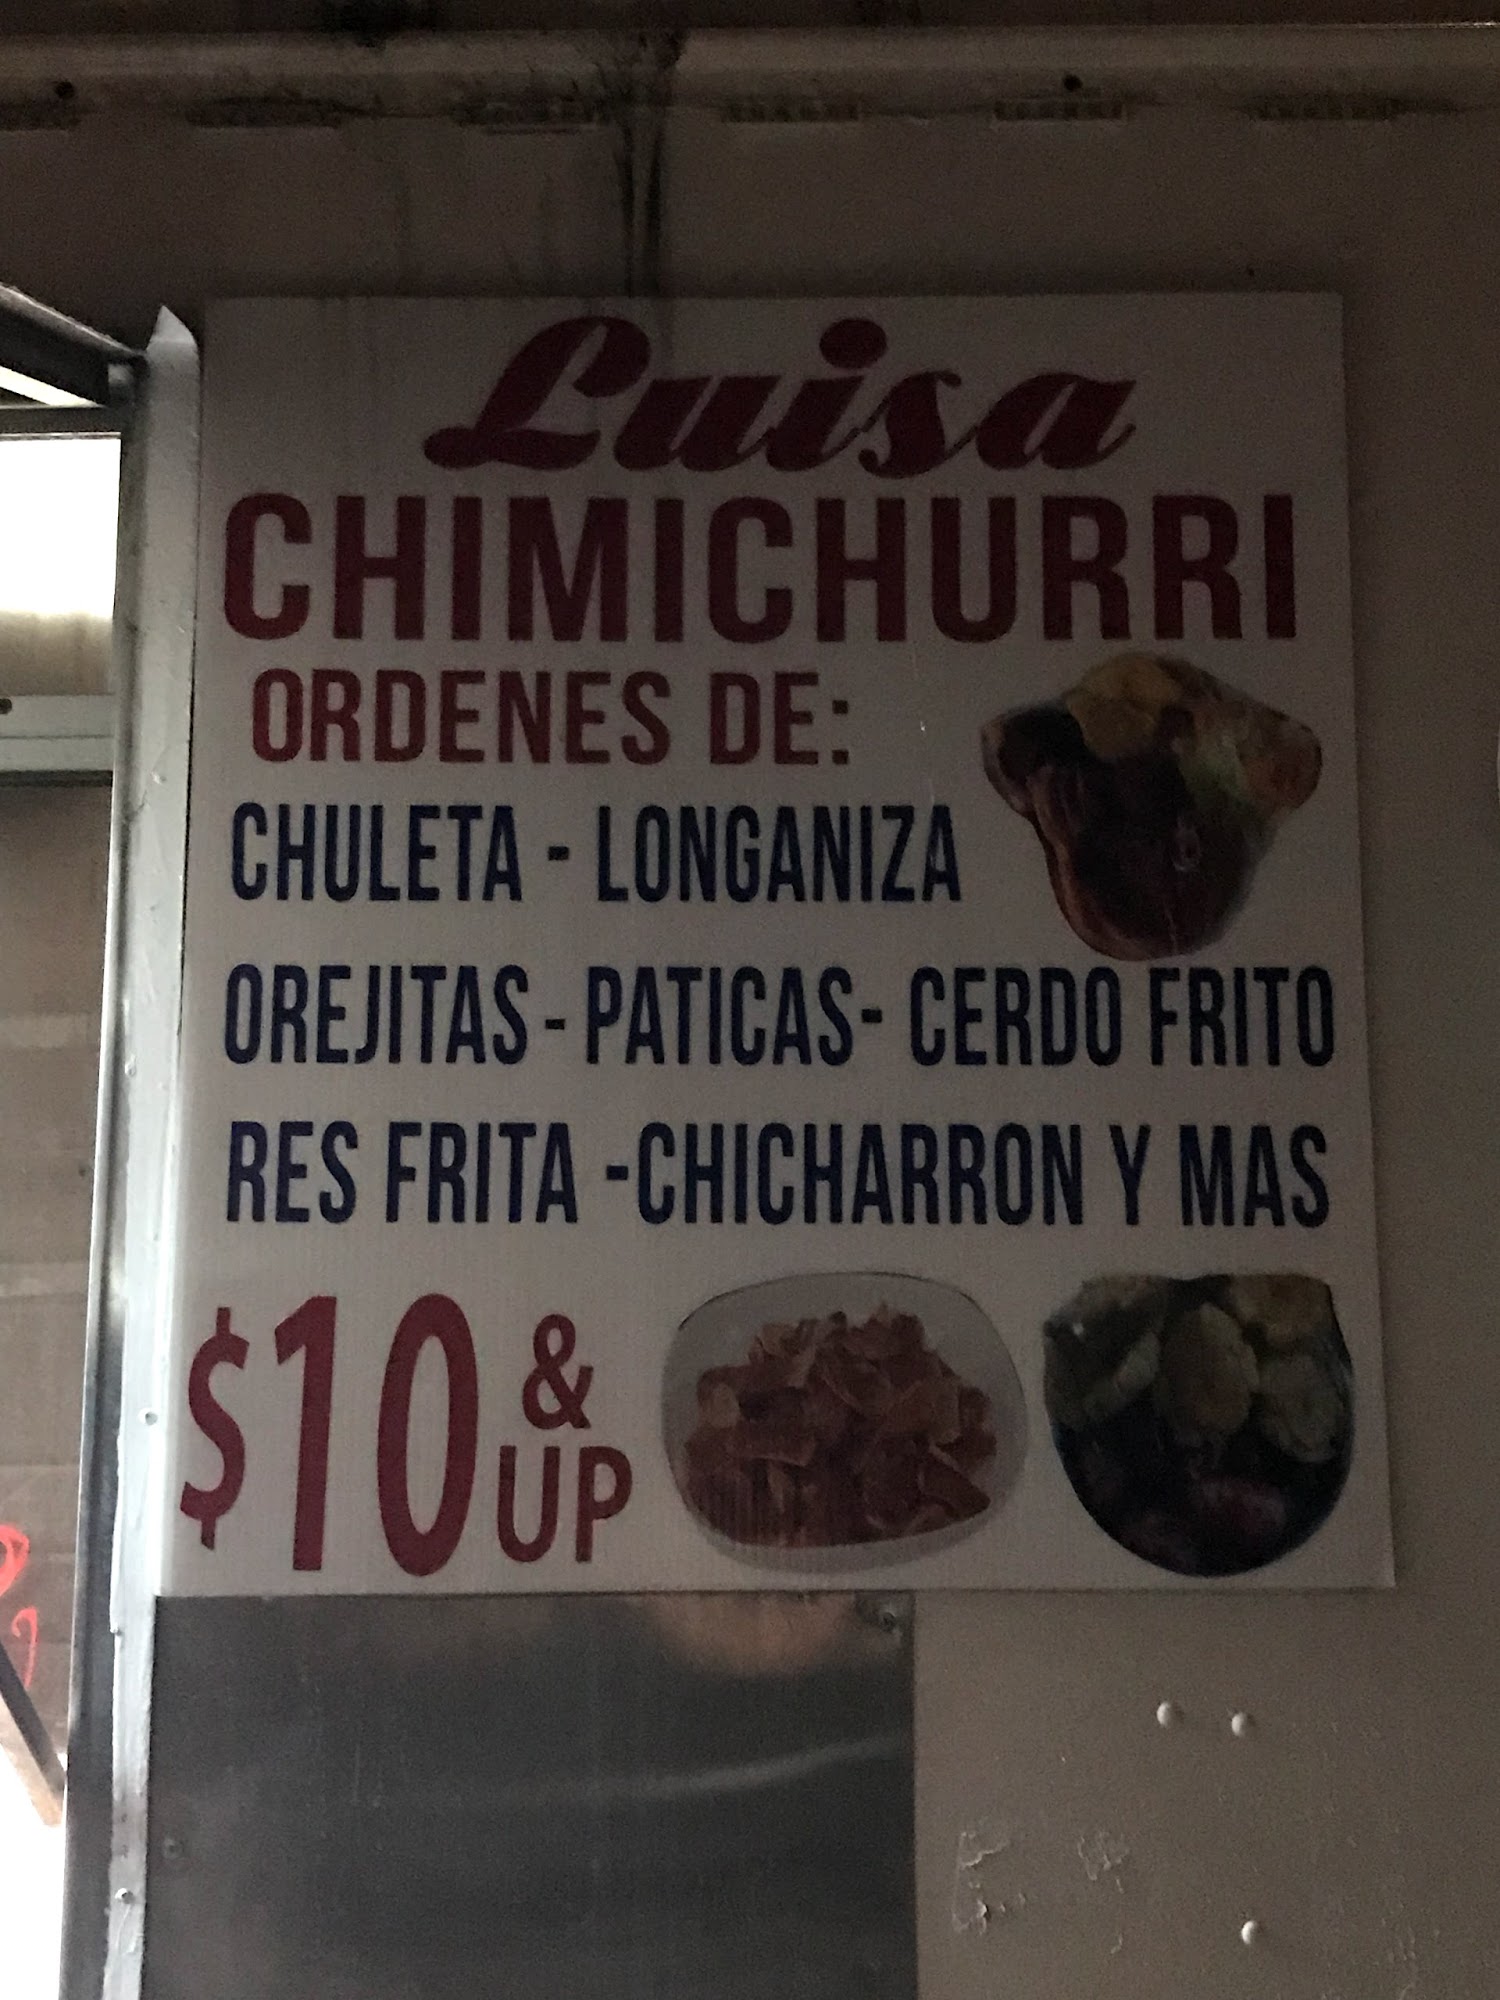 Luisa
CHIMICHURRI
ORDENES DE:
CHULETA - LONGANIZA
OREJITAS - PATICAS - CERDO FRITO
RES FRITA - CHICHARRON Y MAS
$10 & UP